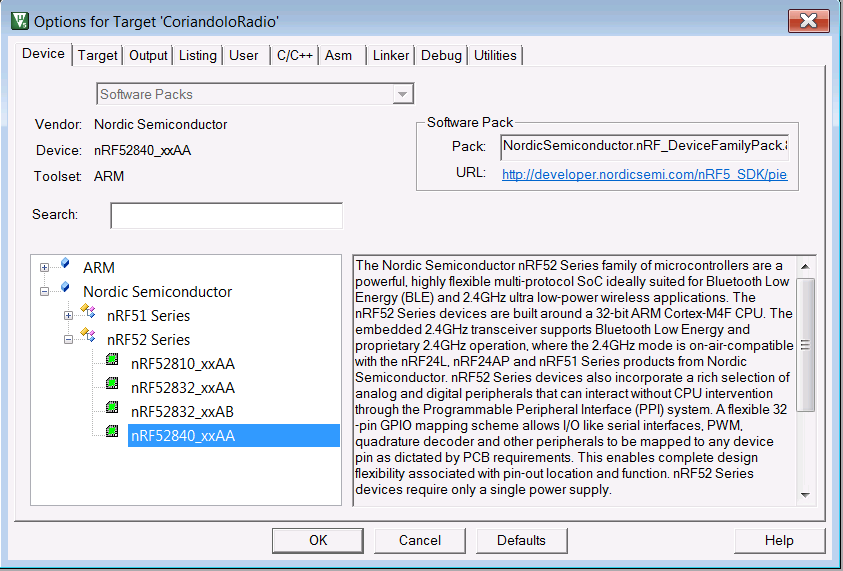 Options for Target 'CoriandoloRadio'
Device Target Output Listing User C/C++ Asm Linker Debug Utilities
Software Packs
Software Pack
Vendor: Nordic Semiconductor
Pack: NordicSemiconductor.nRF_DeviceFamilyPack.8
Device: nRF52840_xxAA
URL: http://developer.nordicsemi.com/nRF5_SDK/pie
Toolset: ARM
Search:
ARM
Nordic Semiconductor
nRF51 Series
nRF52 Series
nRF52810_xxAA
nRF52832_xxAA
nRF52832_xxAB
nRF52840_xxAA
The Nordic Semiconductor nRF52 Series family of microcontrollers are a
powerful, highly flexible multi-protocol SoC ideally suited for Bluetooth Low
Energy (BLE) and 2.4GHz ultra low-power wireless applications. The
nRF52 Series devices are built around a 32-bit ARM Cortex-M4F CPU. The
embedded 2.4GHz transceiver supports Bluetooth Low Energy and
proprietary 2.4GHz operation, where the 2.4GHz mode is on-air-compatible
with the nRF24L, nRF24AP and nRF51 Series products from Nordic
Semiconductor. nRF52 Series devices also incorporate a rich selection of
analog and digital peripherals that can interact without CPU intervention
through the Programmable Peripheral Interface (PPI) system. A flexible 32
-pin GPIO mapping scheme allows I/O like serial interfaces, PWM,
quadrature decoder and other peripherals to be mapped to any device
pin as dictated by PCB requirements. This enables complete design
flexibility associated with pin-out location and function. nRF52 Series
devices require only a single power supply.
OK Cancel Defaults Help